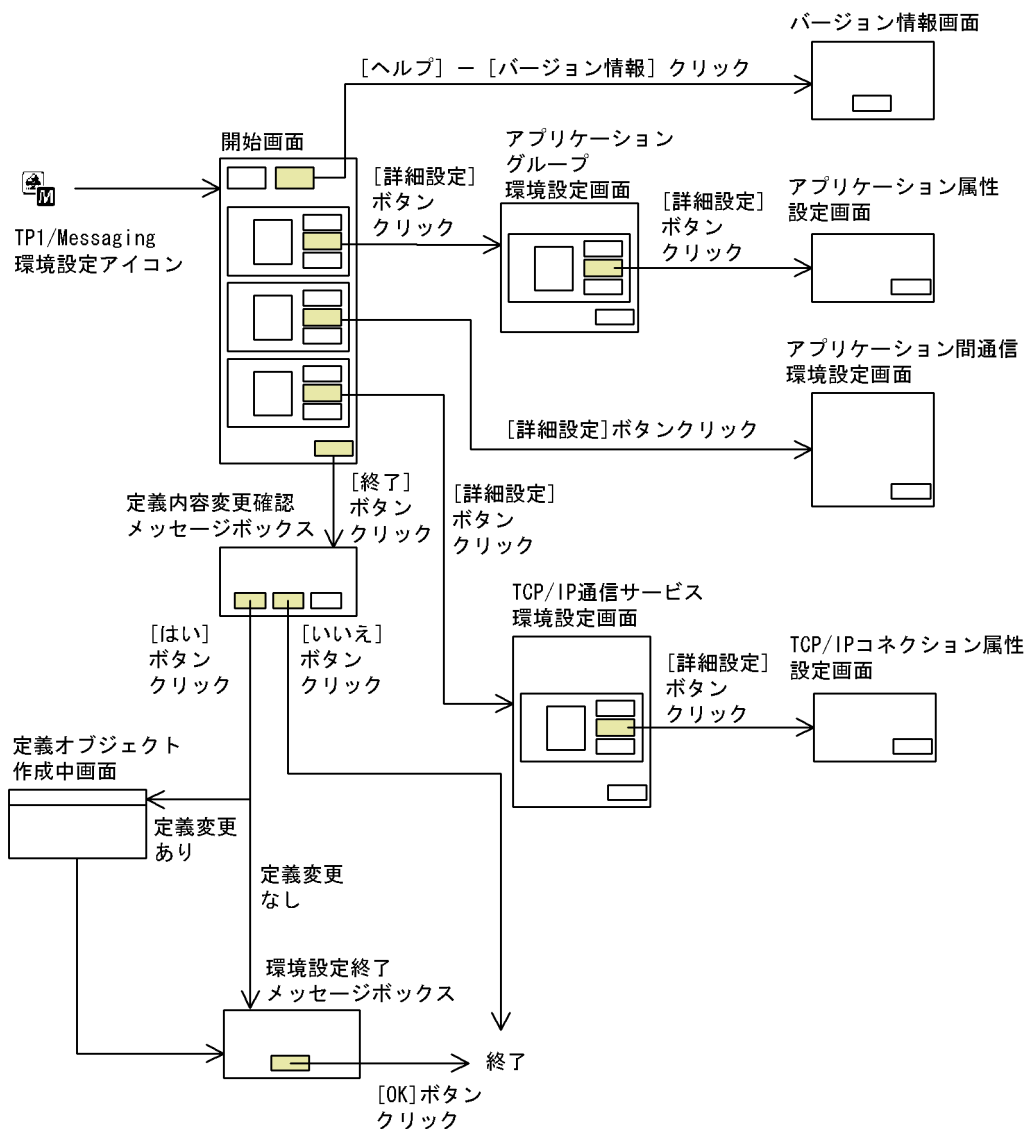 バージョン情報画面
[ヘルプ] － [バージョン情報] クリック
開始画面
アプリケーション
グループ
環境設定画面
[詳細設定]
ボタン
クリック
[詳細設定]
ボタン
クリック
アプリケーション属性
設定画面
TP1/Messaging
環境設定アイコン
アプリケーション間通信
環境設定画面
[詳細設定]ボタンクリック
[終了]
ボタン
クリック
[詳細設定]
ボタン
クリック
定義内容変更確認
メッセージボックス
TCP/IP通信サービス
環境設定画面
[はい]
ボタン
クリック
[いいえ]
ボタン
クリック
[詳細設定]
ボタン
クリック
TCP/IPコネクション属性
設定画面
定義オブジェクト
作成中画面
定義変更
あり
定義変更
なし
環境設定終了
メッセージボックス
終了
[OK]ボタン
クリック
M